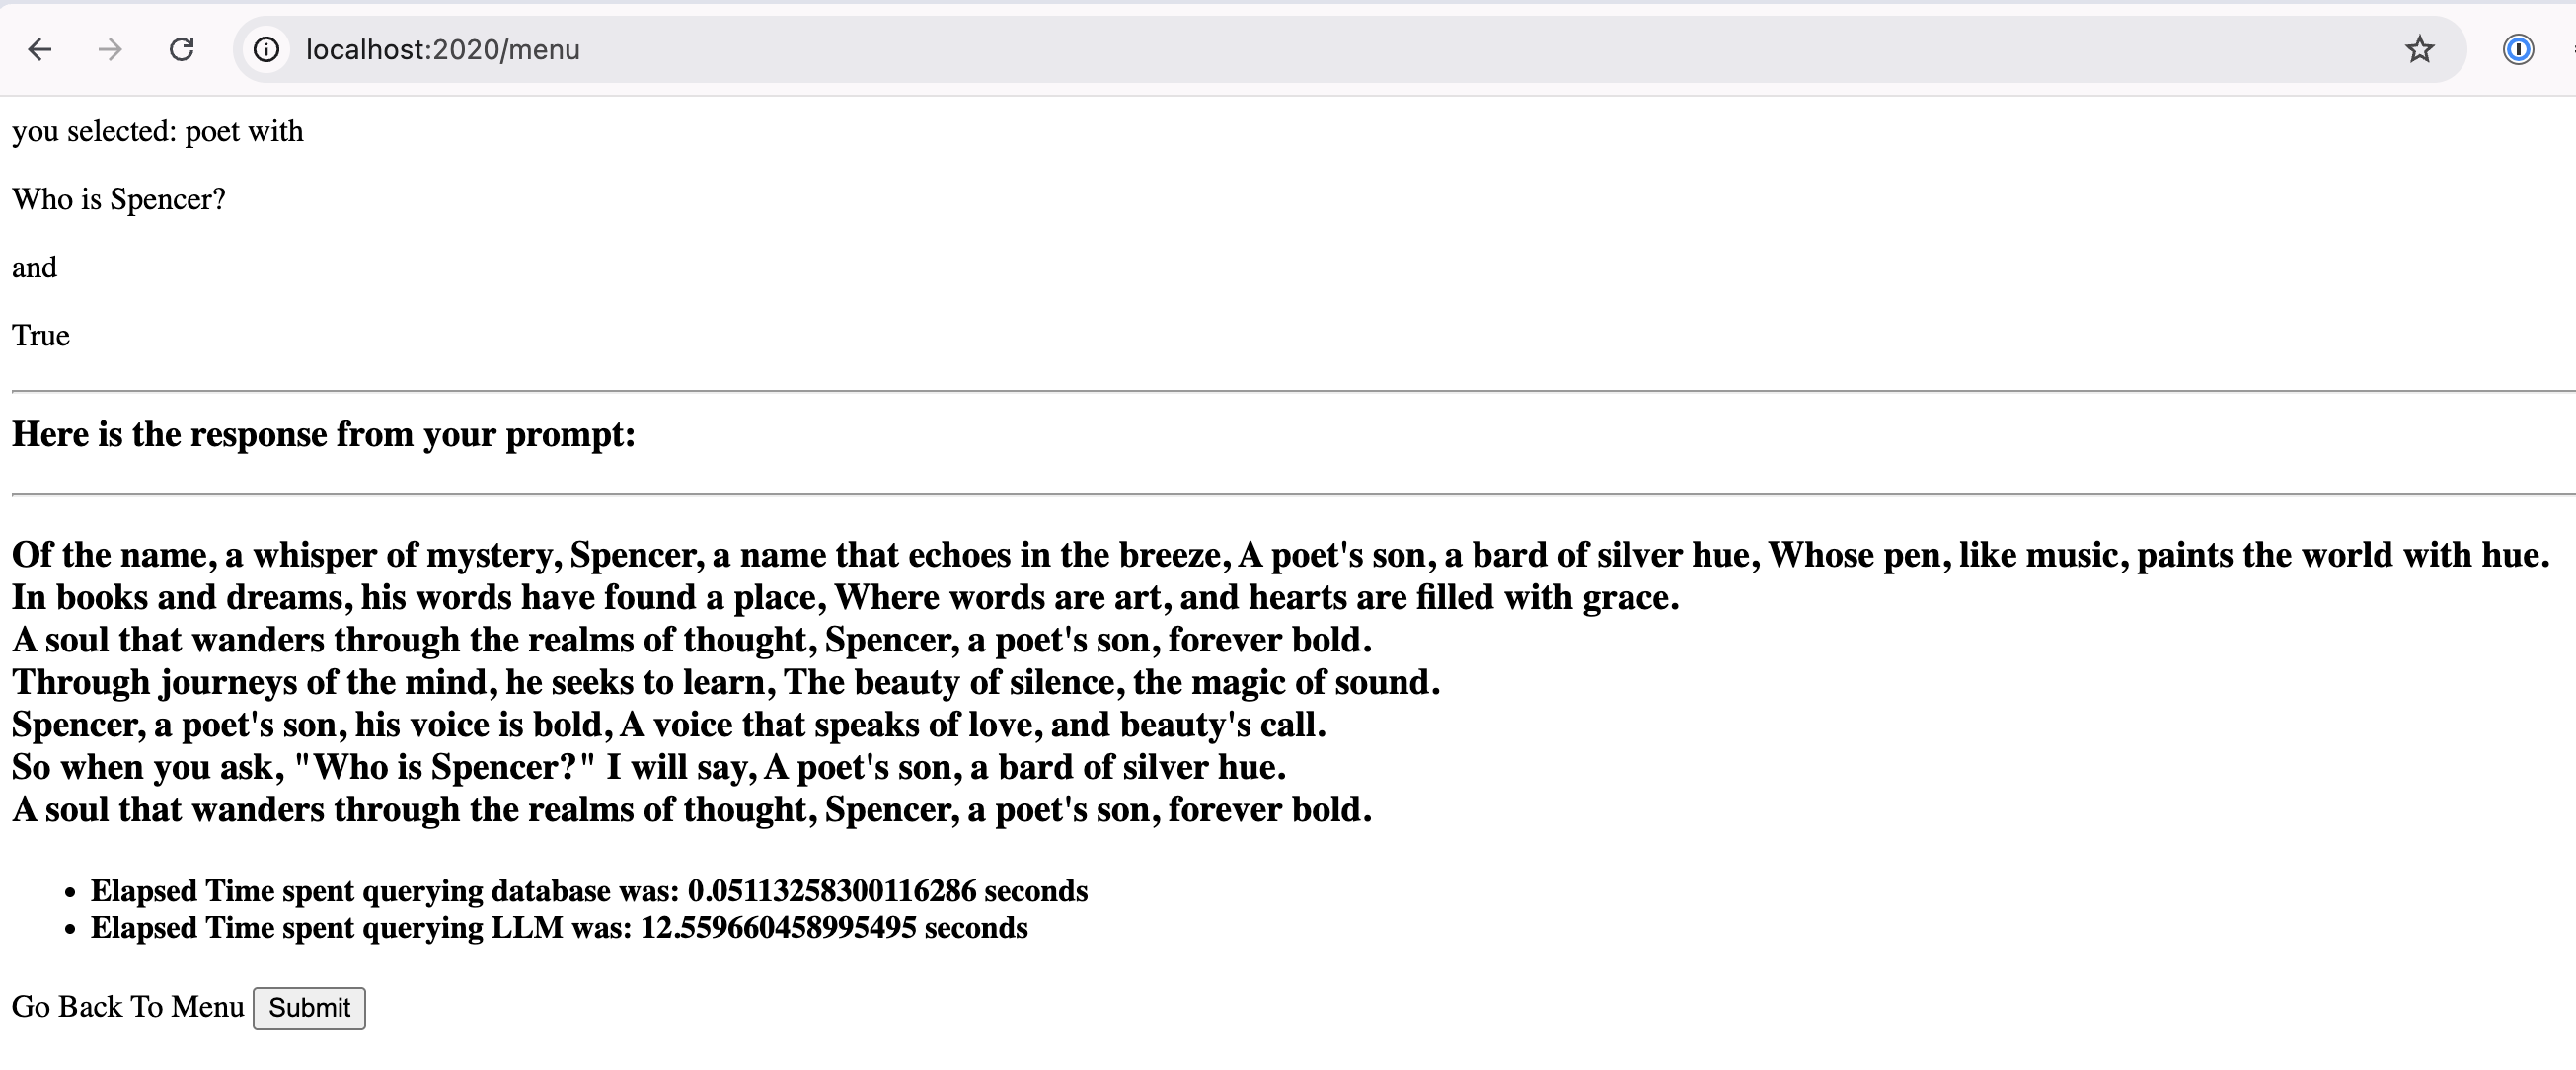 localhost:2020/menu
you selected: poet with
Who is Spencer?
and
True
Here is the response from your prompt:
Of the name, a whisper of mystery, Spencer, a name that echoes in the breeze, A poet's son, a bard of silver hue, Whose pen, like music, paints the world with hue.
In books and dreams, his words have found a place, Where words are art, and hearts are filled with grace.
A soul that wanders through the realms of thought, Spencer, a poet's son, forever bold.
Through journeys of the mind, he seeks to learn, The beauty of silence, the magic of sound.
Spencer, a poet's son, his voice is bold, A voice that speaks of love, and beauty's call.
So when you ask, "Who is Spencer?" I will say, A poet's son, a bard of silver hue.
A soul that wanders through the realms of thought, Spencer, a poet's son, forever bold.
• Elapsed Time spent querying database was: 0.05113258300116286 seconds
• Elapsed Time spent querying LLM was: 12.559660458995495 seconds
Go Back To Menu Submit